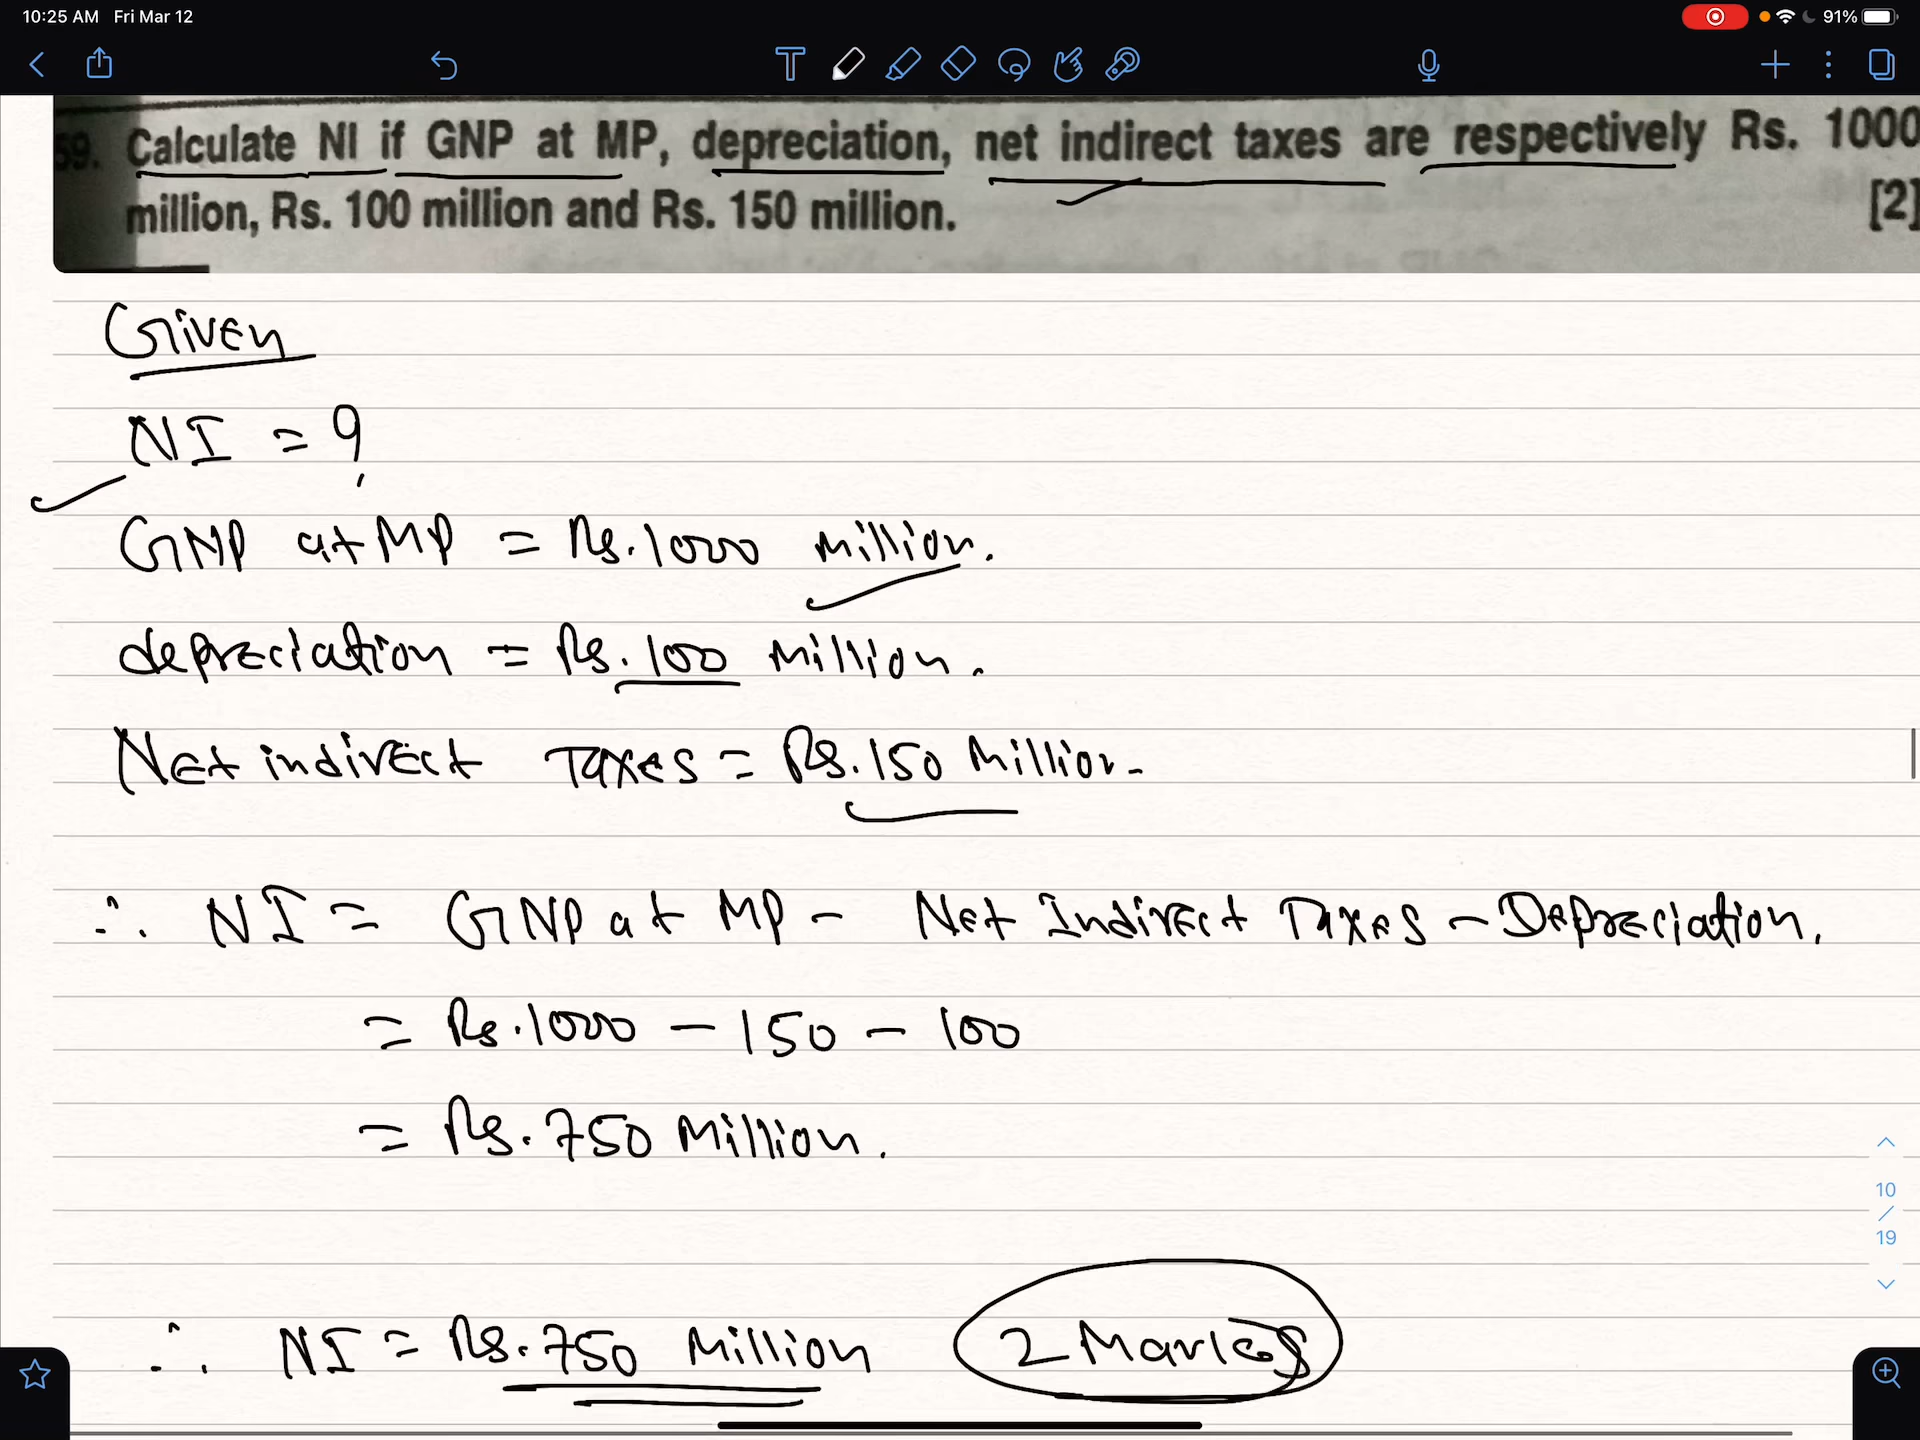 10:25 AM Fri Mar 12
91%
59. Calculate NI if GNP at MP, depreciation, net indirect taxes are respectively Rs. 1000
million, Rs. 100 million and Rs. 150 million. [2]
Given
NI = ?
GNP at MP = Rs. 1000 Million.
depreciation = Rs. 100 Million.
Net indirect Taxes = Rs. 150 Million.
∴ NI = GNP at MP - Net Indirect Taxes - Depreciation.
= Rs. 1000 - 150 - 100
= Rs. 750 Million.
10
/
19
∴ NI = Rs. 750 Million 2 Marks